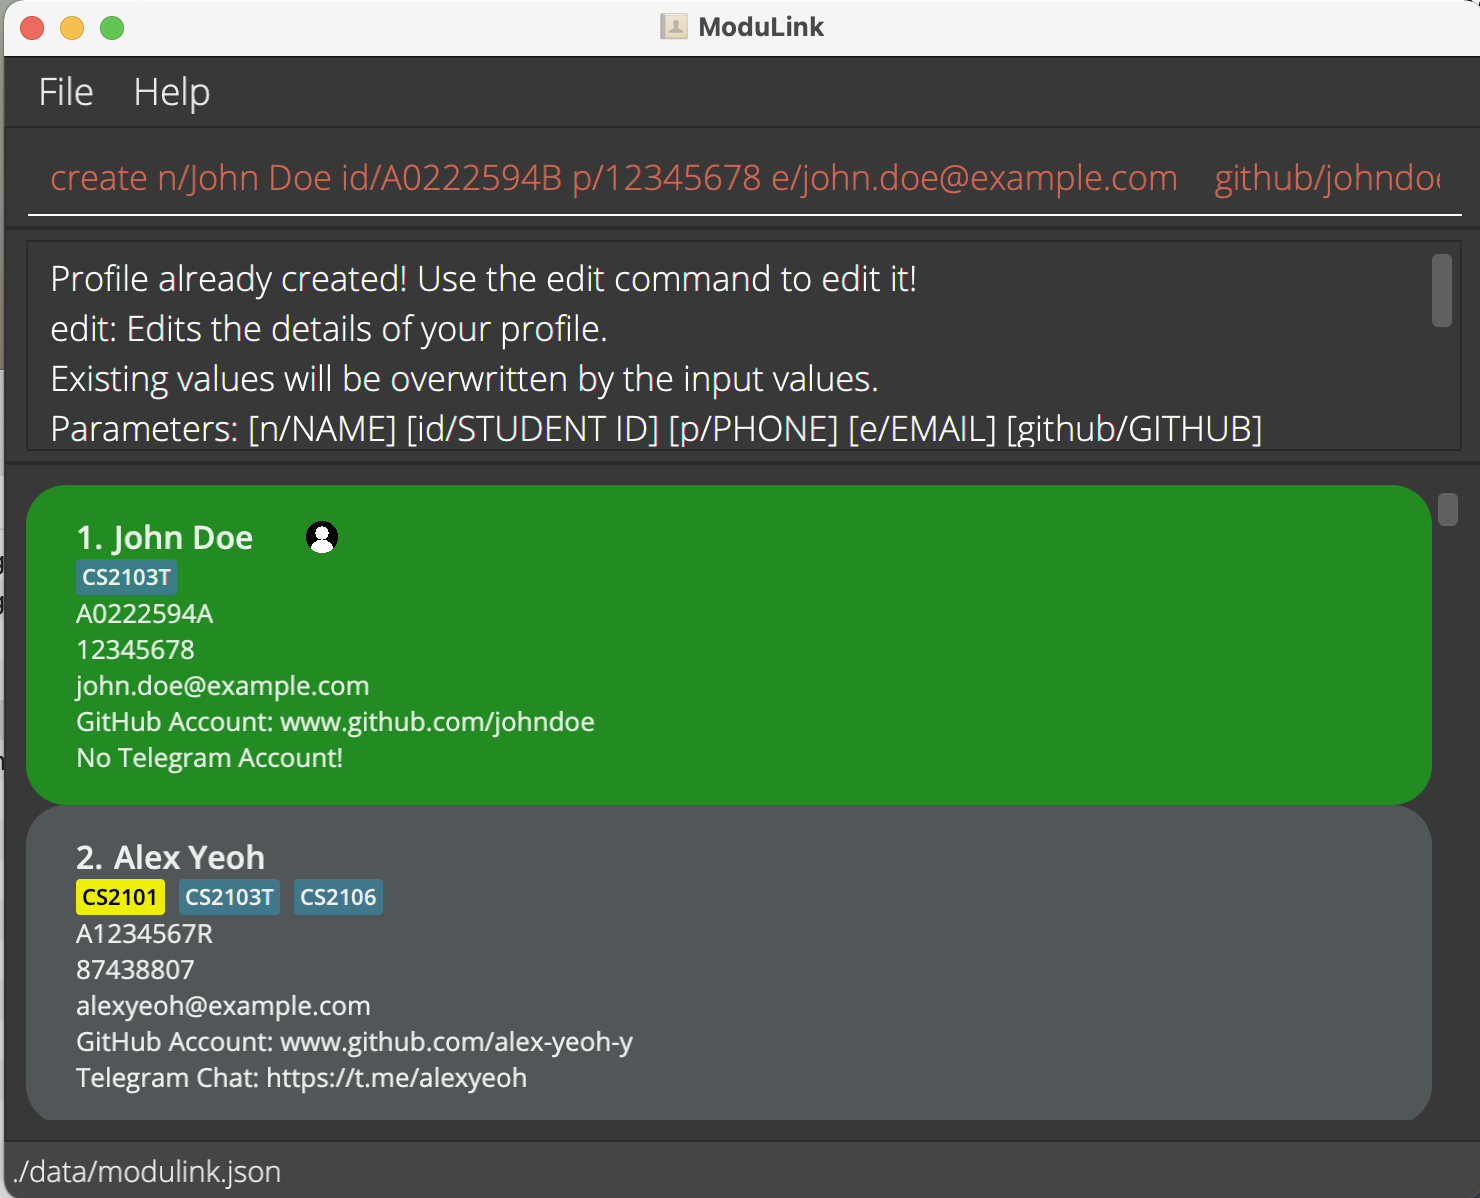 ModuLink
File Help
create n/John Doe id/A0222594B p/12345678 e/john.doe@example.com github/johndoe
Profile already created! Use the edit command to edit it!
edit: Edits the details of your profile.
Existing values will be overwritten by the input values.
Parameters: [n/NAME] [id/STUDENT ID] [p/PHONE] [e/EMAIL] [github/GITHUB]
1. John Doe
CS2103T
A0222594A
12345678
john.doe@example.com
GitHub Account: www.github.com/johndoe
No Telegram Account!
2. Alex Yeoh
CS2101 CS2103T CS2106
A1234567R
87438807
alexyeoh@example.com
GitHub Account: www.github.com/alex-yeoh-y
Telegram Chat: https://t.me/alexyeoh
./data/modulink.json